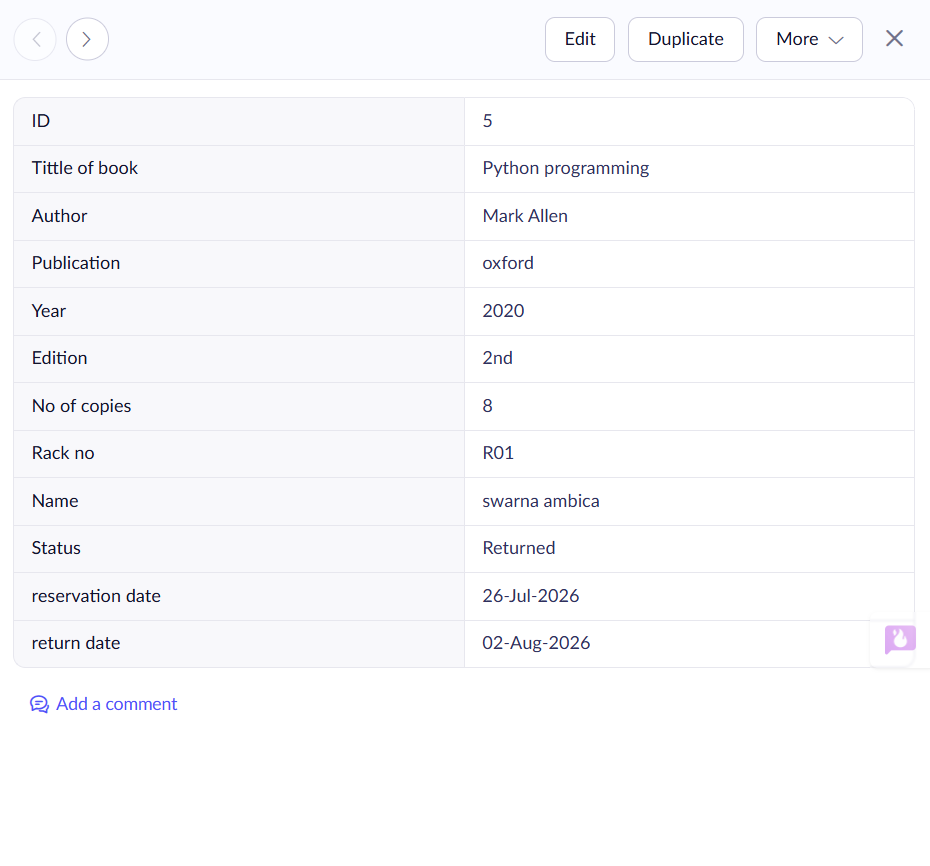 Edit Duplicate More
ID 5
Tittle of book Python programming
Author Mark Allen
Publication oxford
Year 2020
Edition 2nd
No of copies 8
Rack no R01
Name swarna ambica
Status Returned
reservation date 26-Jul-2026
return date 02-Aug-2026
Add a comment